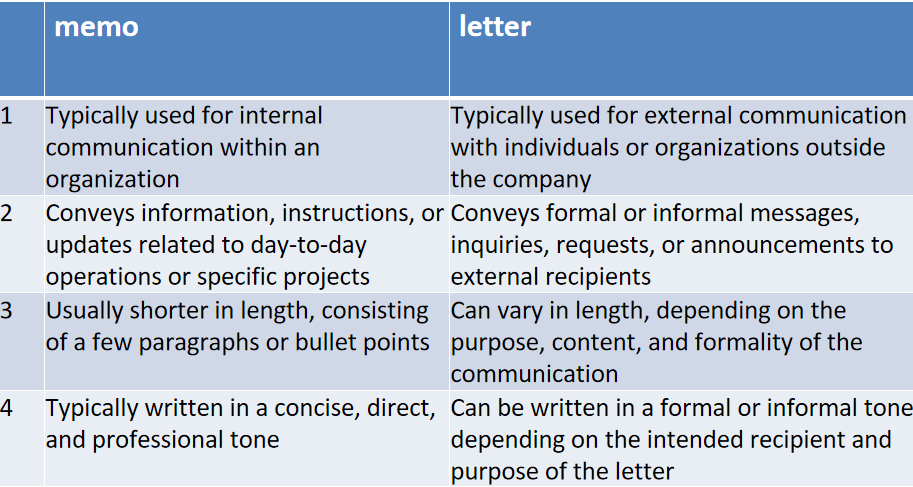 memo letter
1 Typically used for internal communication within an organization Typically used for external communication with individuals or organizations outside the company
2 Conveys information, instructions, or updates related to day-to-day operations or specific projects Conveys formal or informal messages, inquiries, requests, or announcements to external recipients
3 Usually shorter in length, consisting of a few paragraphs or bullet points Can vary in length, depending on the purpose, content, and formality of the communication
4 Typically written in a concise, direct, and professional tone Can be written in a formal or informal tone depending on the intended recipient and purpose of the letter